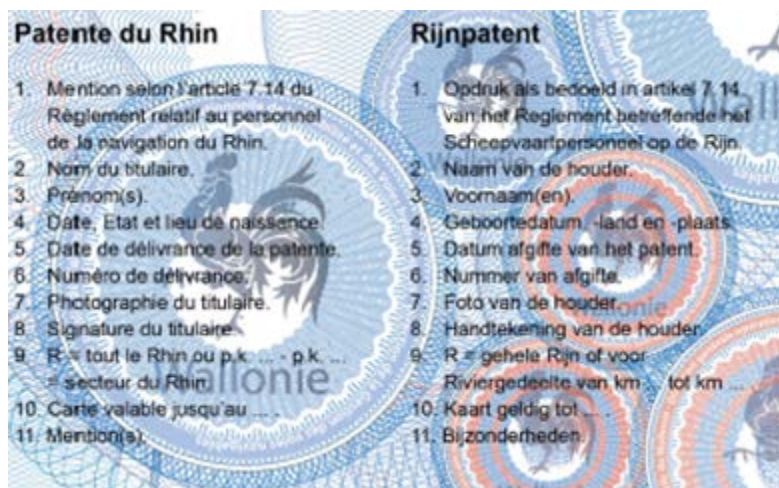 Patente du Rhin
1. Mention selon l'article 7.14 du
Règlement relatif au personnel
de la navigation du Rhin.
2. Nom du titulaire.
3. Prénom(s).
4. Date, Etat et lieu de naissance.
5. Date de délivrance de la patente.
6. Numéro de délivrance.
7. Photographie du titulaire.
8. Signature du titulaire.
9. R = tout le Rhin ou p.k. ... - p.k. ...
= secteur du Rhin.
10. Carte valable jusqu'au ... .
11. Mention(s).
Wallonie
Rijnpatent
1. Opdruk als bedoeld in artikel 7.14
van het Reglement betreffende het
Scheepvaartpersoneel op de Rijn.
2. Naam van de houder.
3. Voornaam(en).
4. Geboortedatum, -land en -plaats.
5. Datum afgifte van het patent.
6. Nummer van afgifte.
7. Foto van de houder.
8. Handtekening van de houder.
9. R = gehele Rijn of voor
Riviergedeelte van km ... tot km ... .
10. Kaart geldig tot ... .
11. Bijzonderheden.